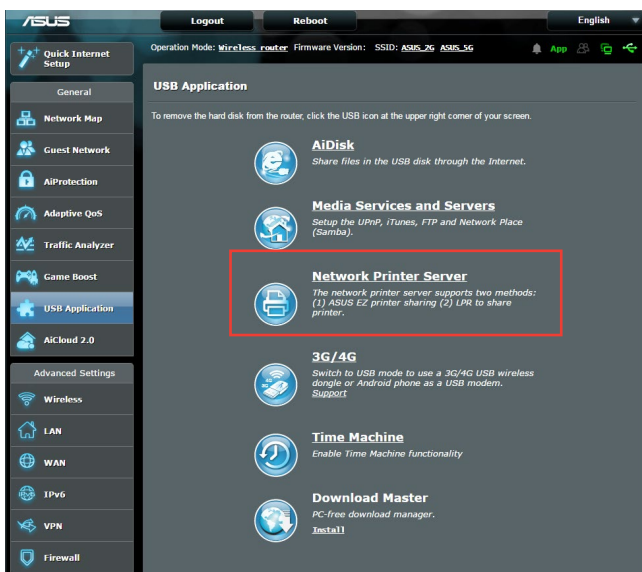 ASUS
Logout
Reboot
English
Operation Mode: Wireless router Firmware Version: SSID: ASUS_2G ASUS_5G
App
Quick Internet
Setup
General
Network Map
Guest Network
AiProtection
Adaptive QoS
Traffic Analyzer
Game Boost
USB Application
AiCloud 2.0
Advanced Settings
Wireless
LAN
WAN
IPv6
VPN
Firewall
USB Application
To remove the hard disk from the router, click the USB icon at the upper right corner of your screen.
AiDisk
Share files in the USB disk through the Internet.
Media Services and Servers
Setup the UPnP, iTunes, FTP and Network Place
(Samba).
Network Printer Server
The network printer server supports two methods:
(1) ASUS EZ printer sharing (2) LPR to share
printer.
3G/4G
Switch to USB mode to use a 3G/4G USB wireless
dongle or Android phone as a USB modem.
Support
Time Machine
Enable Time Machine functionality
Download Master
PC-free download manager.
Install